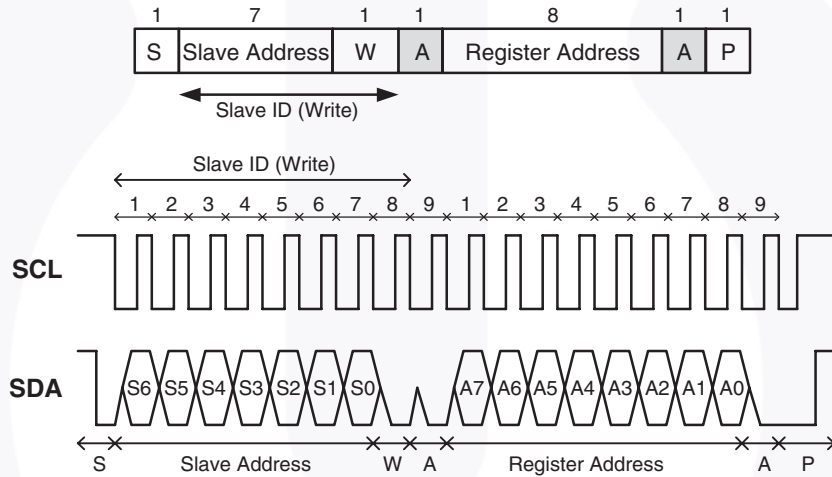 1 7 1 1 8 1 1
S Slave Address W A Register Address A P
Slave ID (Write)
Slave ID (Write)
1 2 3 4 5 6 7 8 9 1 2 3 4 5 6 7 8 9
SCL
SDA S6 S5 S4 S3 S2 S1 S0 A7 A6 A5 A4 A3 A2 A1 A0
S Slave Address W A Register Address A P